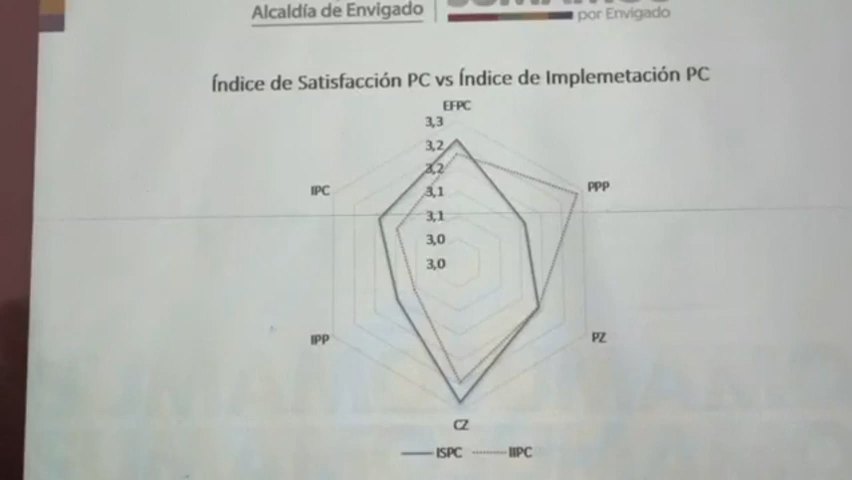 Alcaldía de Envigado
por Envigado
Índice de Satisfacción PC vs Índice de Implemetación PC
EFPC
3,3
3,2
3,2
3,1
3,1
3,0
3,0
PPP
PZ
CZ
IPP
IPC
ISPC
IIPC